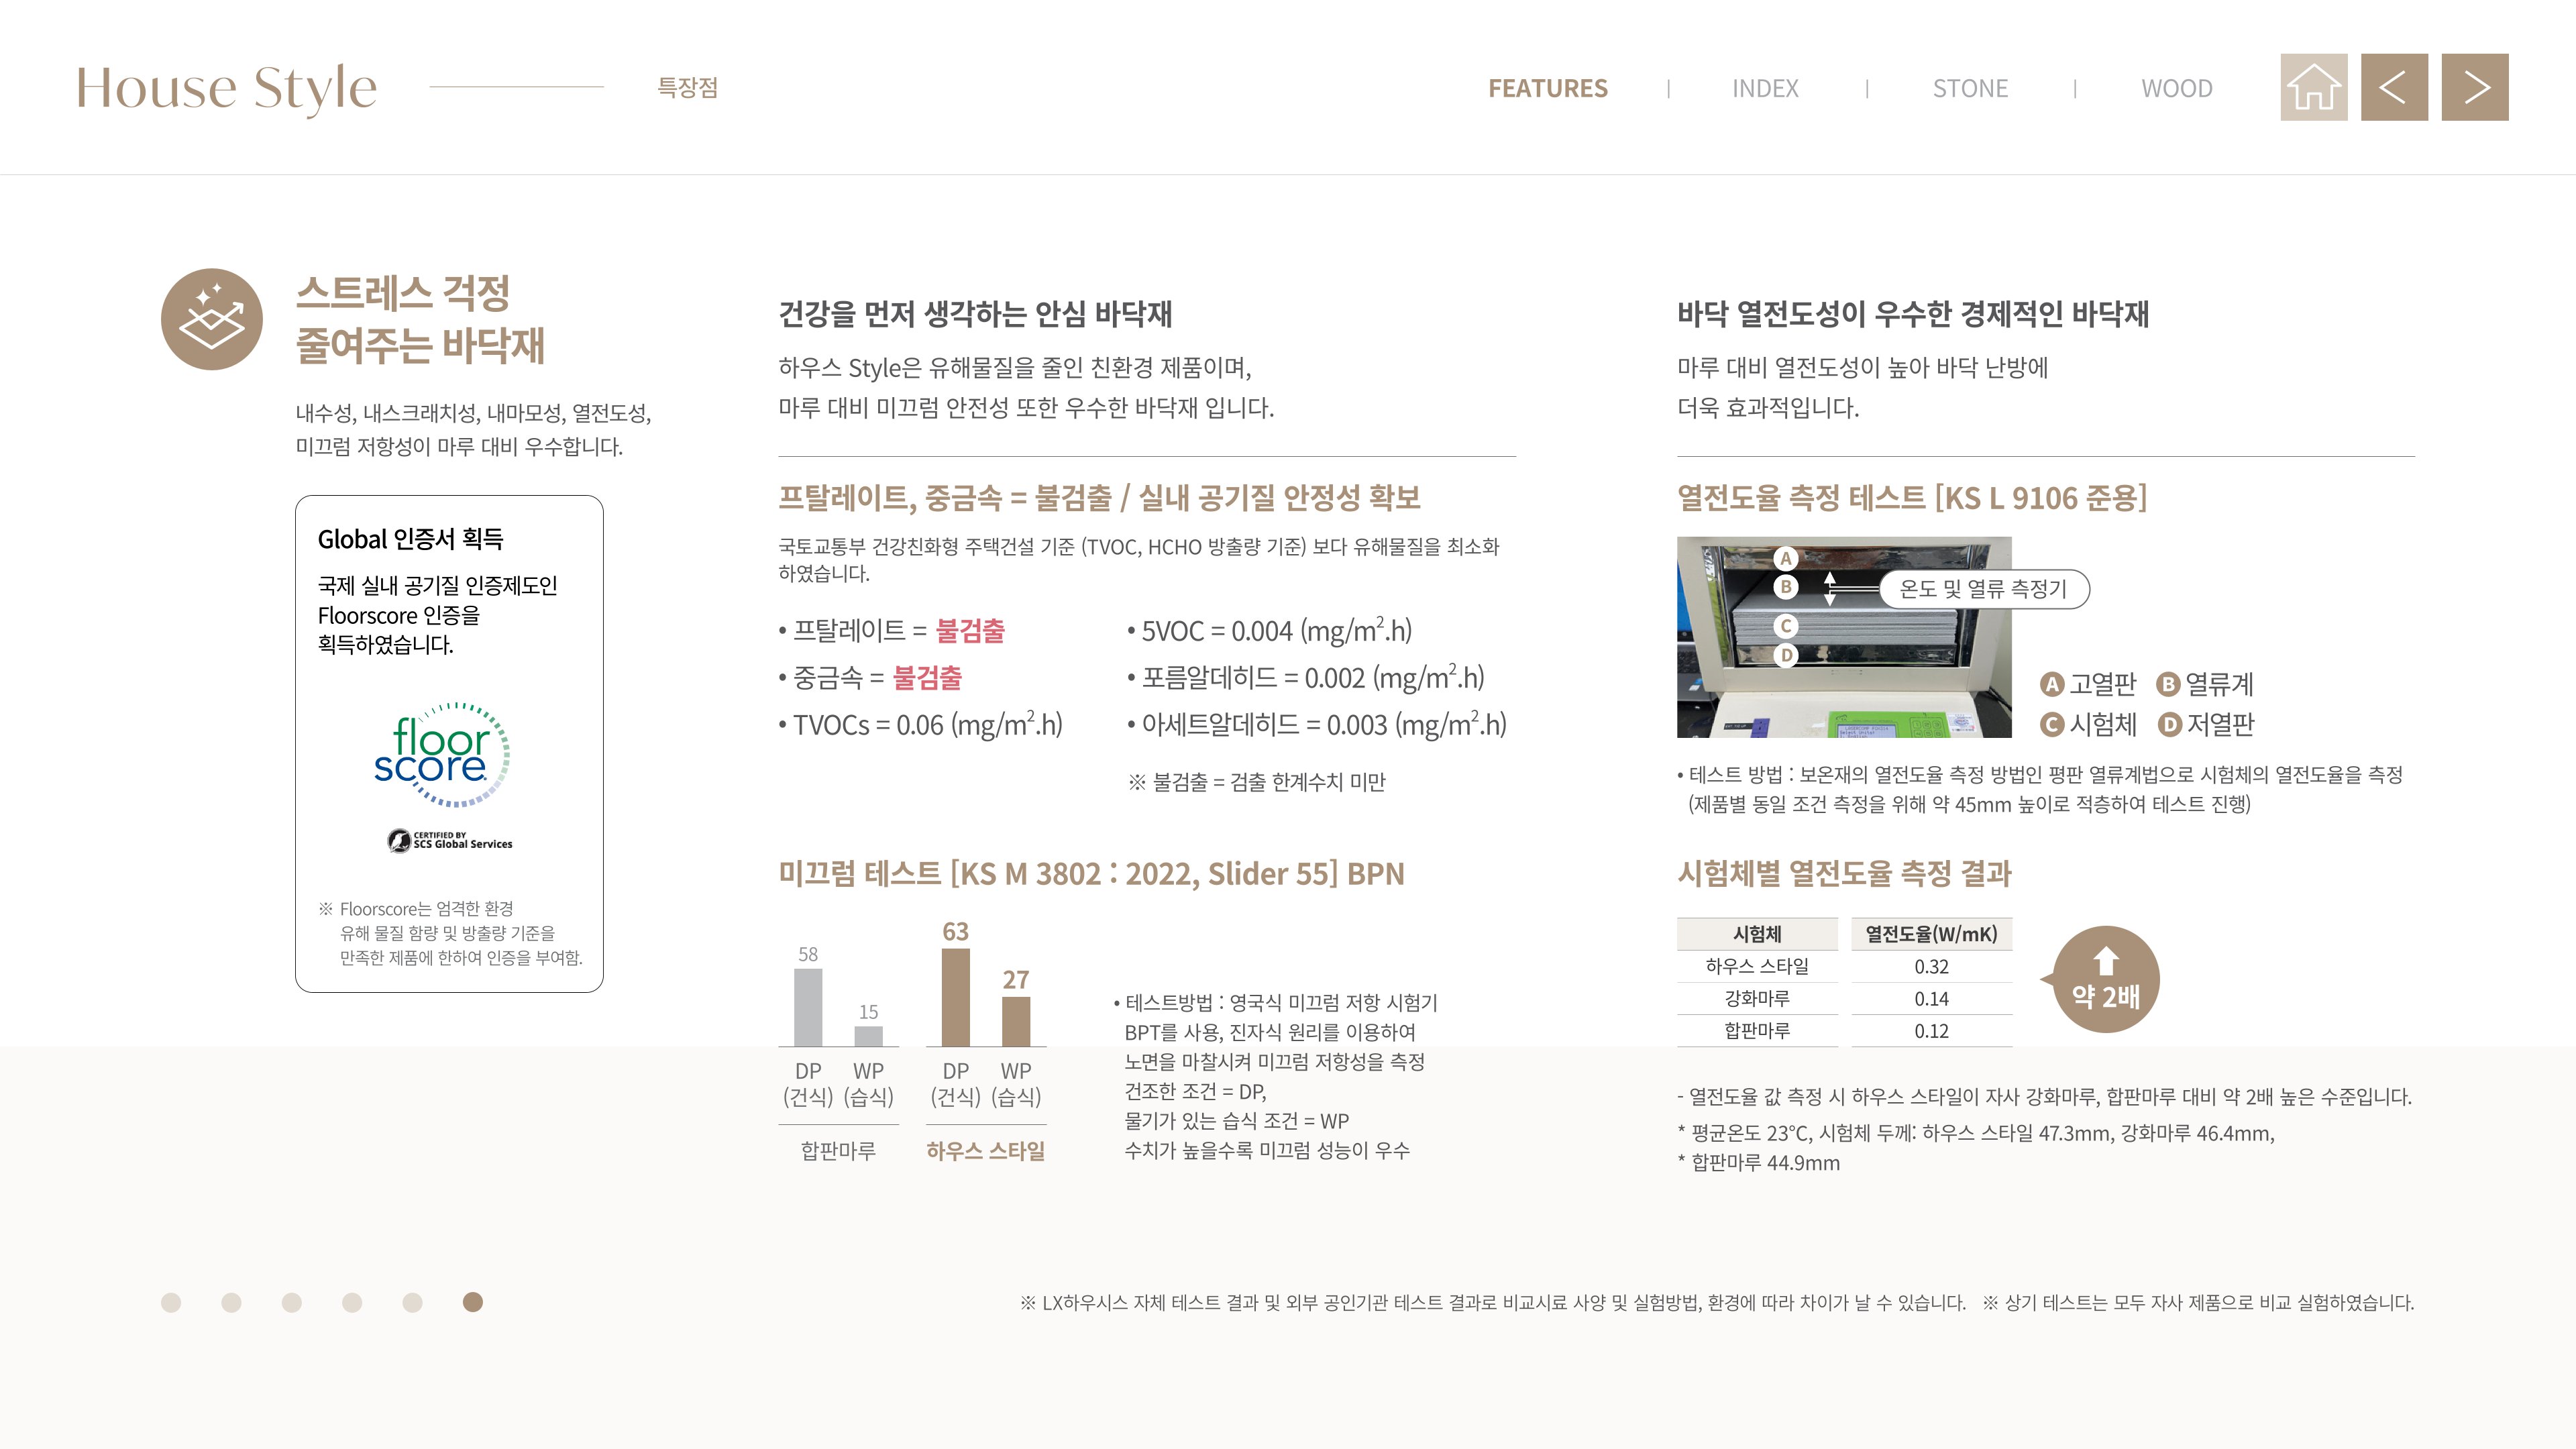 House Style
특장점
FEATURES | INDEX | STONE | WOOD
스트레스 걱정
줄여주는 바닥재
내수성, 내스크래치성, 내마모성, 열전도성,
미끄럼 저항성이 마루 대비 우수합니다.
Global 인증서 획득
국제 실내 공기질 인증제도인
Floorscore 인증을
획득하였습니다.
floor
score
CERTIFIED BY
SCS Global Services
※ Floorscore는 엄격한 환경
유해 물질 함량 및 방출량 기준을
만족한 제품에 한하여 인증을 부여함.
건강을 먼저 생각하는 안심 바닥재
하우스 Style은 유해물질을 줄인 친환경 제품이며,
마루 대비 미끄럼 안전성 또한 우수한 바닥재 입니다.
프탈레이트, 중금속 = 불검출 / 실내 공기질 안정성 확보
국토교통부 건강친화형 주택건설 기준 (TVOC, HCHO 방출량 기준) 보다 유해물질을 최소화
하였습니다.
• 프탈레이트 = 불검출
• 중금속 = 불검출
• TVOCs = 0.06 (mg/m².h)
• 5VOC = 0.004 (mg/m².h)
• 포름알데히드 = 0.002 (mg/m².h)
• 아세트알데히드 = 0.003 (mg/m².h)
※ 불검출 = 검출 한계수치 미만
미끄럼 테스트 [KS M 3802 : 2022, Slider 55] BPN
58 15 63 27
DP WP DP WP
(건식) (습식) (건식) (습식)
합판마루 하우스 스타일
• 테스트방법 : 영국식 미끄럼 저항 시험기
BPT를 사용, 진자식 원리를 이용하여
노면을 마찰시켜 미끄럼 저항성을 측정
건조한 조건 = DP,
물기가 있는 습식 조건 = WP
수치가 높을수록 미끄럼 성능이 우수
바닥 열전도성이 우수한 경제적인 바닥재
마루 대비 열전도성이 높아 바닥 난방에
더욱 효과적입니다.
열전도율 측정 테스트 [KS L 9106 준용]
A
B
C
D
온도 및 열류 측정기
A 고열판 B 열류계
C 시험체 D 저열판
• 테스트 방법 : 보온재의 열전도율 측정 방법인 평판 열류계법으로 시험체의 열전도율을 측정
(제품별 동일 조건 측정을 위해 약 45mm 높이로 적층하여 테스트 진행)
시험체별 열전도율 측정 결과
시험체 열전도율(W/mK)
하우스 스타일 0.32
강화마루 0.14
합판마루 0.12
약 2배
- 열전도율 값 측정 시 하우스 스타일이 자사 강화마루, 합판마루 대비 약 2배 높은 수준입니다.
* 평균온도 23℃, 시험체 두께: 하우스 스타일 47.3mm, 강화마루 46.4mm,
* 합판마루 44.9mm
※ LX하우시스 자체 테스트 결과 및 외부 공인기관 테스트 결과로 비교시료 사양 및 실험방법, 환경에 따라 차이가 날 수 있습니다. ※ 상기 테스트는 모두 자사 제품으로 비교 실험하였습니다.